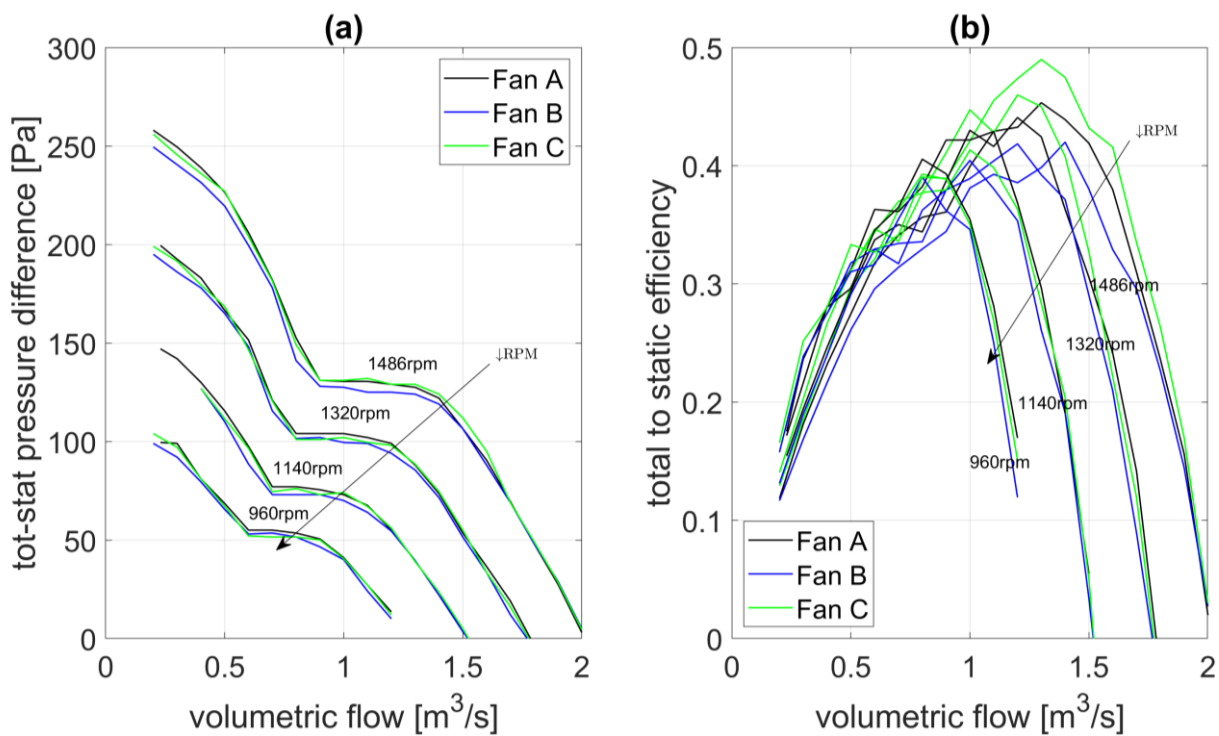 (a)
300
250
200
150
100
50
0
tot-stat pressure difference [Pa]
Fan A
Fan B
Fan C
↓RPM
1486rpm
1320rpm
1140rpm
960rpm
0 0.5 1 1.5 2
volumetric flow [m³/s]
(b)
0.5
0.4
0.3
0.2
0.1
0
total to static efficiency
↓RPM
1486rpm
1320rpm
1140rpm
960rpm
Fan A
Fan B
Fan C
0 0.5 1 1.5 2
volumetric flow [m³/s]